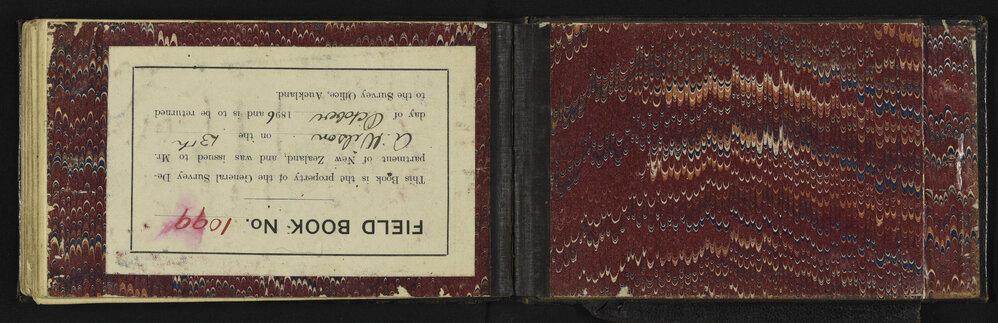 FIELD BOOK No. 1099
This Book is the property of the General Survey De-
partment of New Zealand, and was issued to Mr.
A. Wilson on the 13th
day of October 1896 and is to be returned
to the Survey Office, Auckland.